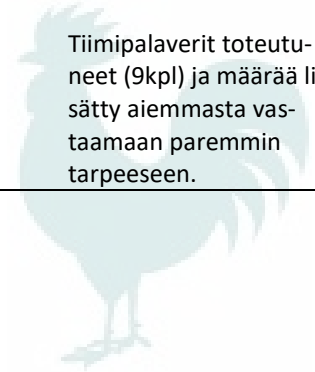 Tiimipalaverit toteutu-
neet (9kpl) ja määrää li
sätty aiemmasta vas-
taamaan paremmin
tarpeeseen.